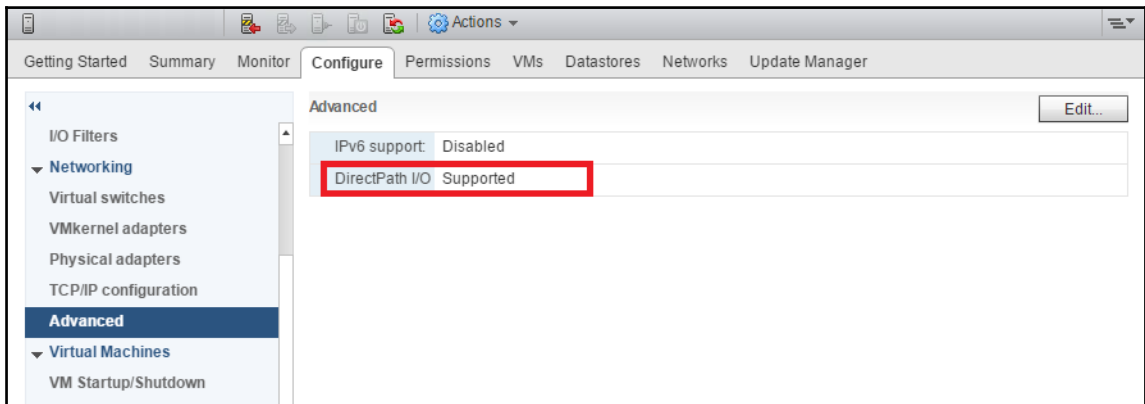 Actions
Getting Started Summary Monitor Configure Permissions VMs Datastores Networks Update Manager
I/O Filters
Networking
Virtual switches
VMkernel adapters
Physical adapters
TCP/IP configuration
Advanced
Virtual Machines
VM Startup/Shutdown
Advanced Edit...
IPv6 support: Disabled
DirectPath I/O Supported